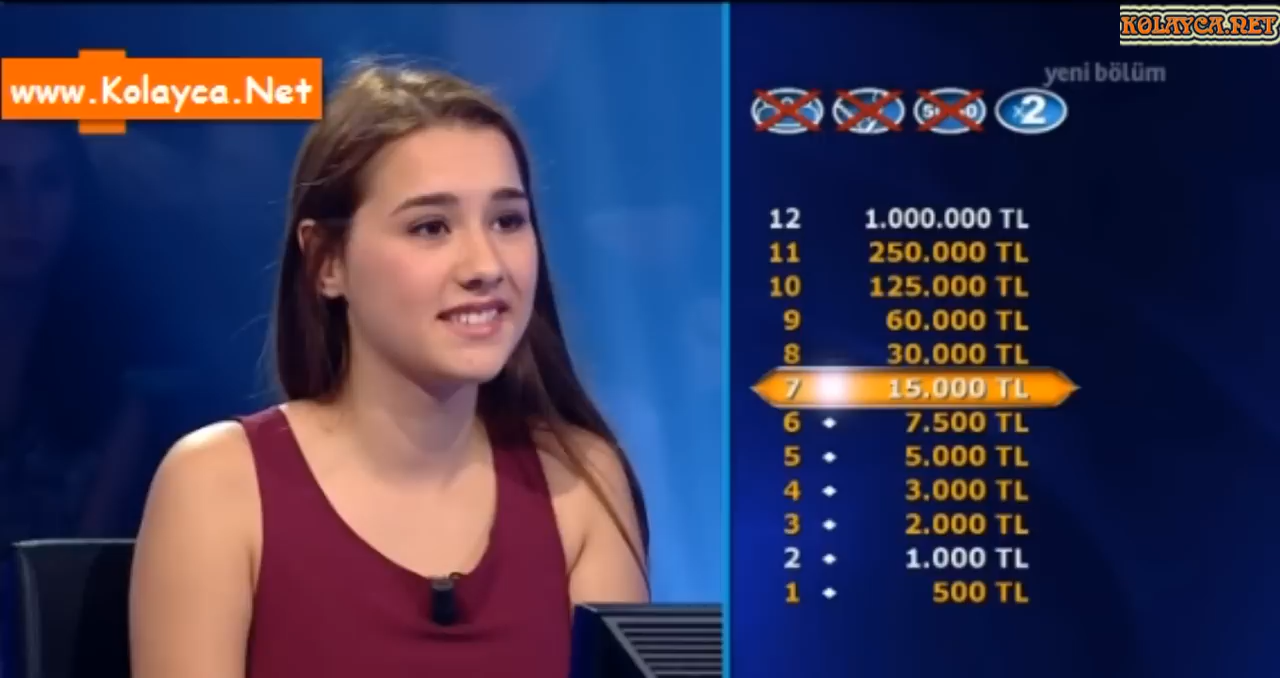 KOLAYCA.NET
www.Kolayca.Net
yeni bölüm
50:50
x2
12 1.000.000 TL
11 250.000 TL
10 125.000 TL
9 60.000 TL
8 30.000 TL
7 15.000 TL
6 7.500 TL
5 5.000 TL
4 3.000 TL
3 2.000 TL
2 1.000 TL
1 500 TL